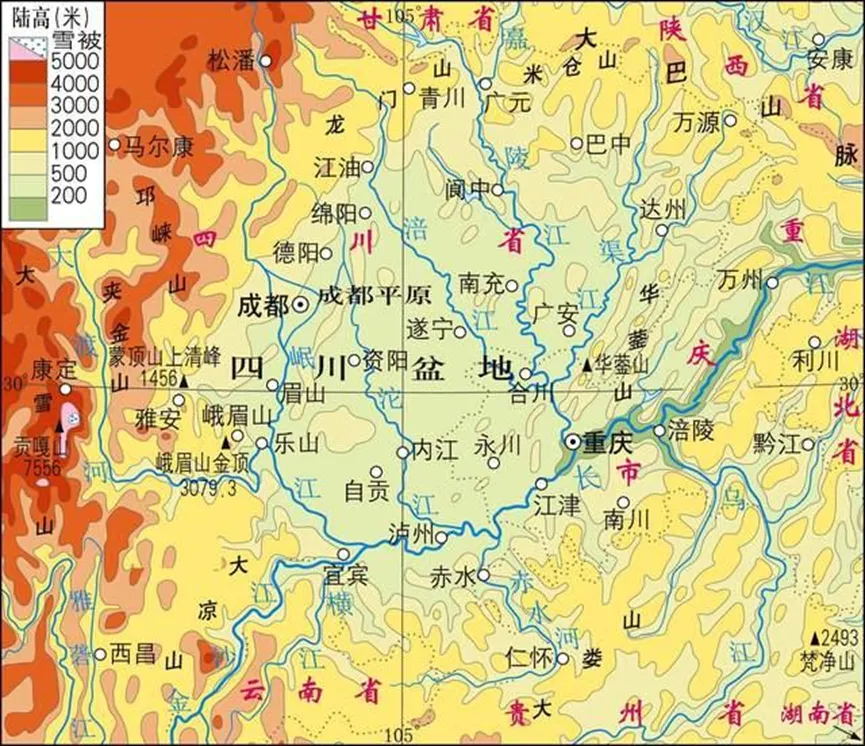 陆高(米)
雪被
5000
4000
3000
2000
1000
500
200
甘肃省
105°
嘉陵江
大巴山
米仓山
陕西省
汉江
安康
松潘
龙门山
青川
广元
巴中
万源
山脉
马尔康
邛崃山
江油
阆中
达州
绵阳
四川省
涪江
渠江
重庆市
大渡河
德阳
南充
华蓥山
万州
长江
大
夹金山
成都
成都平原
广安
遂宁
湖北省
蒙顶山上清峰
1456
岷江
资阳
四川盆地
华蓥山
利川
康定
30°
30°
合川
眉山
沱江
雪山
雅安
峨眉山
乐山
重庆
涪陵
黔江
贡嘎山
7556
峨眉山金顶
3079.3
内江
永川
自贡
江津
南川
乌江
泸州
宜宾
赤水
赤水河
大凉山
横江
雅砻江
西昌
金沙江
仁怀
大娄山
2493
梵净山
云南省
贵州省
湖南省
105